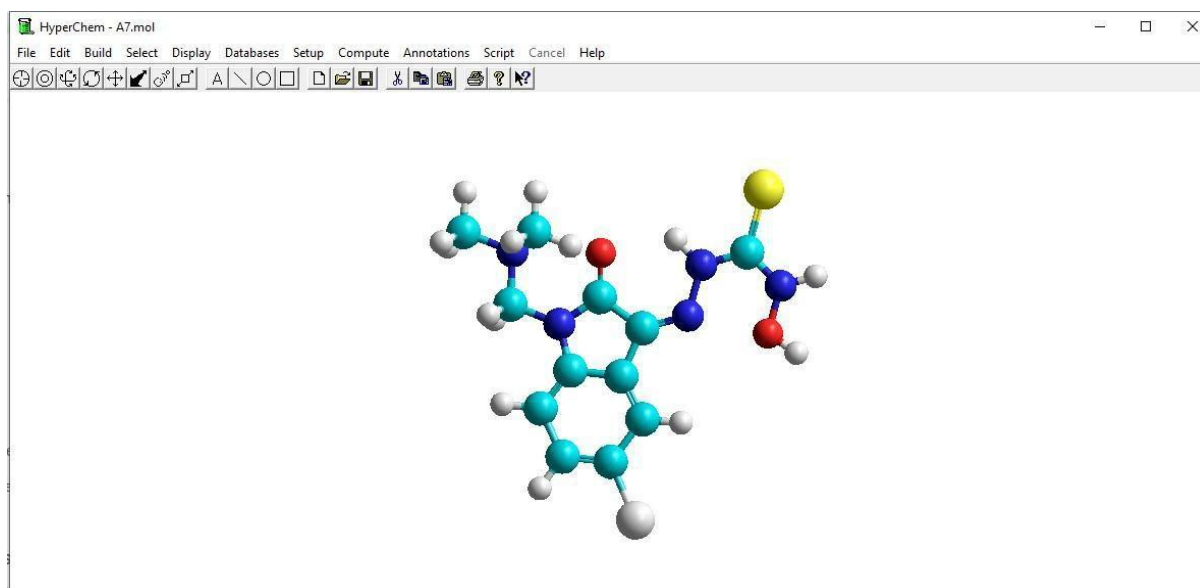 HyperChem - A7.mol
File Edit Build Select Display Databases Setup Compute Annotations Script Cancel Help
A